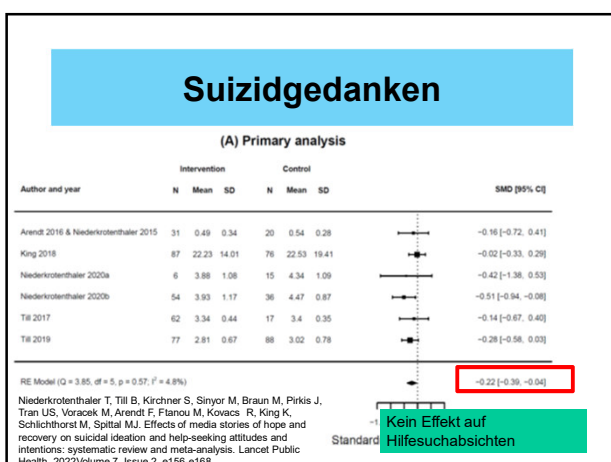 Suizidgedanken
(A) Primary analysis
Intervention Control
Author and year N Mean SD N Mean SD SMD [95% CI]
Arendt 2016 & Niederkrotenthaler 2015 31 0.49 0.34 20 0.54 0.28 −0.16 [−0.72, 0.41]
King 2018 87 22.23 14.01 76 22.53 19.41 −0.02 [−0.33, 0.29]
Niederkrotenthaler 2020a 6 3.88 1.08 15 4.34 1.09 −0.42 [−1.38, 0.53]
Niederkrotenthaler 2020b 54 3.93 1.17 36 4.47 0.87 −0.51 [−0.94, −0.08]
Till 2017 62 3.34 0.44 17 3.4 0.35 −0.14 [−0.67, 0.40]
Till 2019 77 2.81 0.67 88 3.02 0.78 −0.28 [−0.58, 0.03]
RE Model (Q = 3.85, df = 5, p = 0.57; I² = 4.8%) −0.22 [−0.39, −0.04]
Niederkrotenthaler T, Till B, Kirchner S, Sinyor M, Braun M, Pirkis J,
Tran US, Voracek M, Arendt F, Ftanou M, Kovacs R, King K,
Schlichthorst M, Spittal MJ. Effects of media stories of hope and
recovery on suicidal ideation and help-seeking attitudes and
intentions: systematic review and meta-analysis. Lancet Public
Health, 2022Volume 7, Issue 2, e156-e168
Standard
Kein Effekt auf
Hilfesuchabsichten